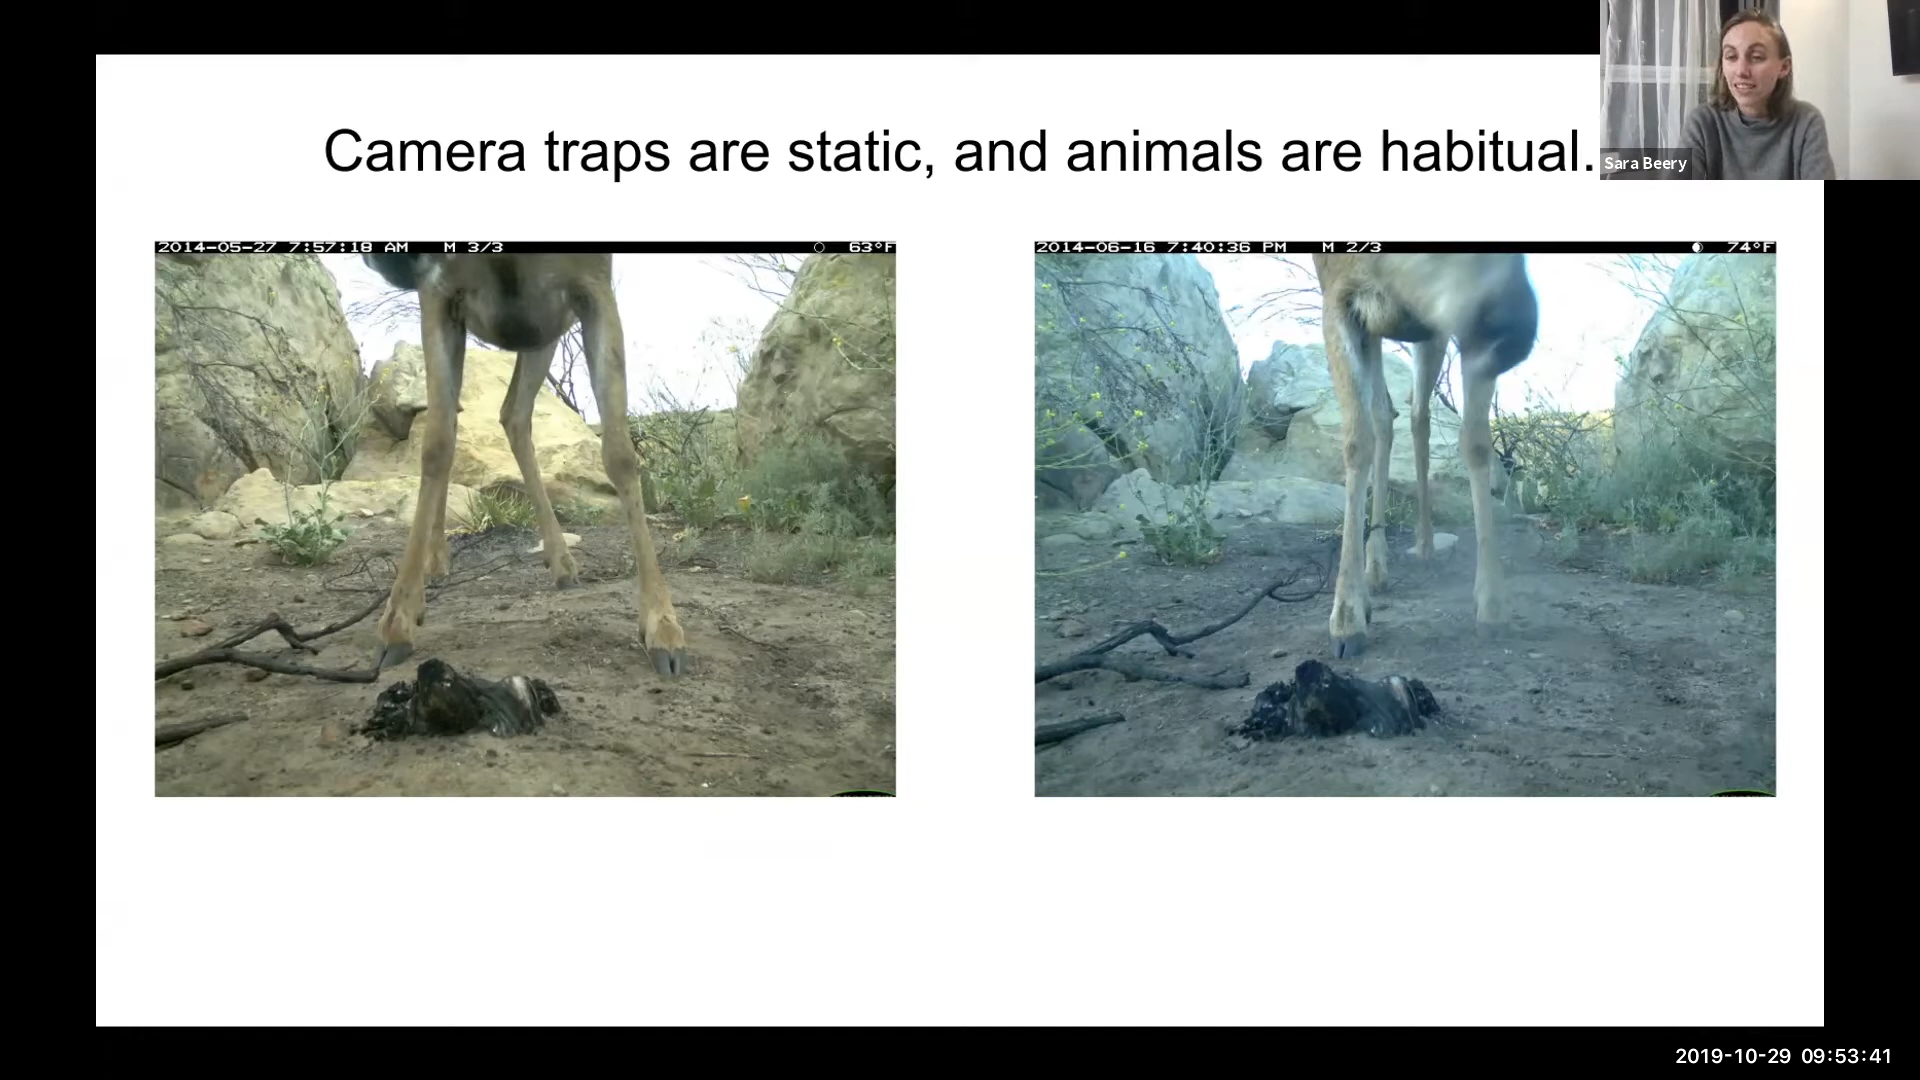 Camera traps are static, and animals are habitual.
Sara Beery
2014-05-27 7:57:18 AM M 3/3 63°F
2014-06-16 7:40:36 PM M 2/3 74°F
2019-10-29 09:53:41